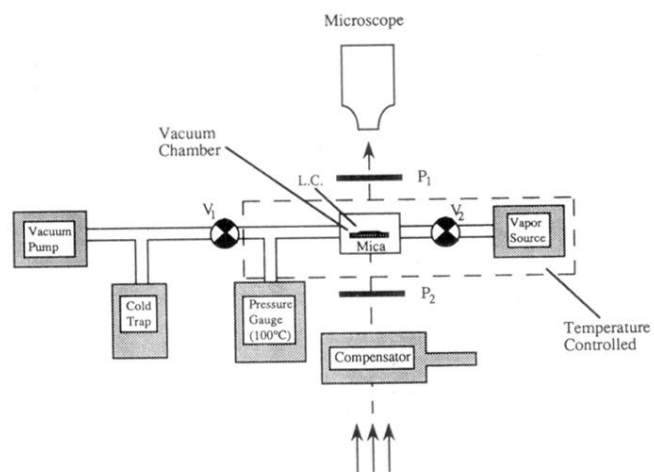 Microscope
Vacuum
Chamber
L.C.
P1
V1
V2
Vacuum
Pump
Vapor
Source
Mica
Cold
Trap
Pressure
Gauge
(100°C)
P2
Temperature
Controlled
Compensator